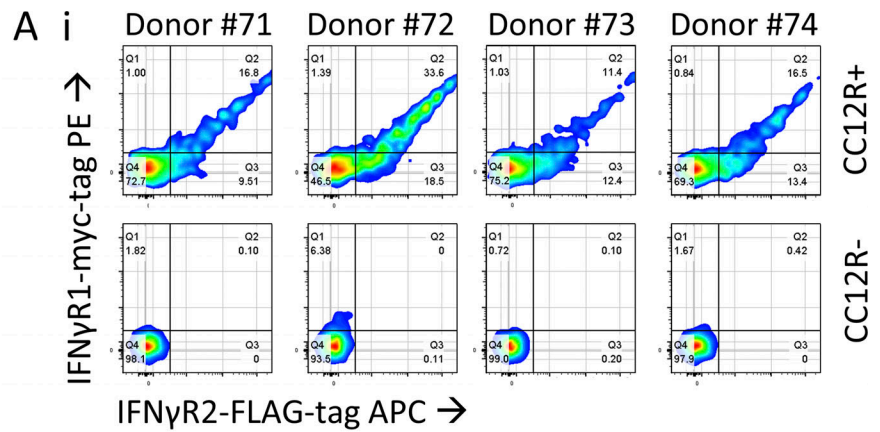 A i
Donor #71 Donor #72 Donor #73 Donor #74
IFNγR1-myc-tag PE →
CC12R+
Q1 Q2 Q1 Q2 Q1 Q2 Q1 Q2
1.00 16.8 1.39 33.6 1.03 11.4 0.84 16.5
Q4 Q3 Q4 Q3 Q4 Q3 Q4 Q3
72.7 9.51 46.5 18.5 75.2 12.4 69.3 13.4
CC12R-
Q1 Q2 Q1 Q2 Q1 Q2 Q1 Q2
1.82 0.10 6.38 0 0.72 0.10 1.67 0.42
Q4 Q3 Q4 Q3 Q4 Q3 Q4 Q3
98.1 0 93.5 0.11 99.0 0.20 97.9 0
IFNγR2-FLAG-tag APC →